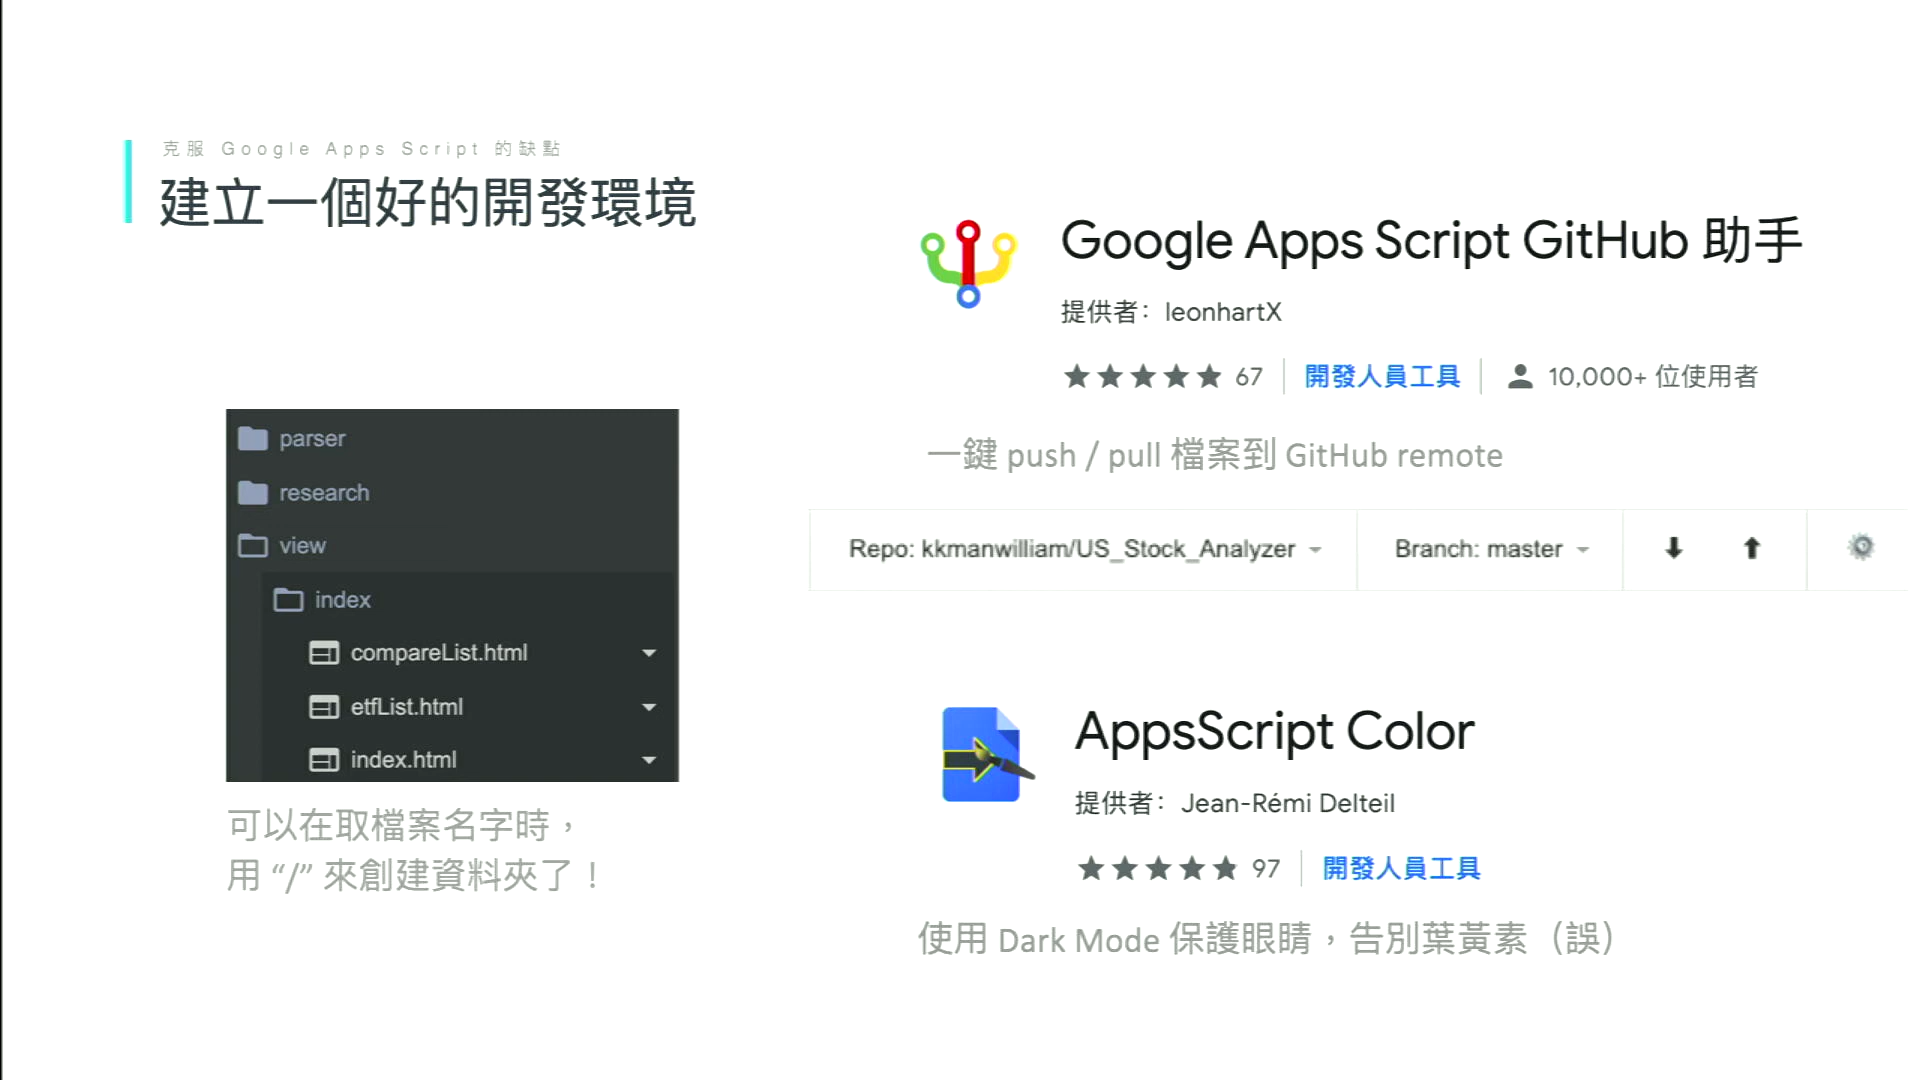 克服 Google Apps Script 的缺點
建立一個好的開發環境
parser
research
view
index
compareList.html
etfList.html
index.html
可以在取檔案名字時，
用 “/” 來創建資料夾了！
Google Apps Script GitHub 助手
提供者：leonhartX
67 開發人員工具 10,000+ 位使用者
一鍵 push / pull 檔案到 GitHub remote
Repo: kkmanwilliam/US_Stock_Analyzer Branch: master
AppsScript Color
提供者：Jean-Rémi Delteil
97 開發人員工具
使用 Dark Mode 保護眼睛，告別葉黃素（誤）